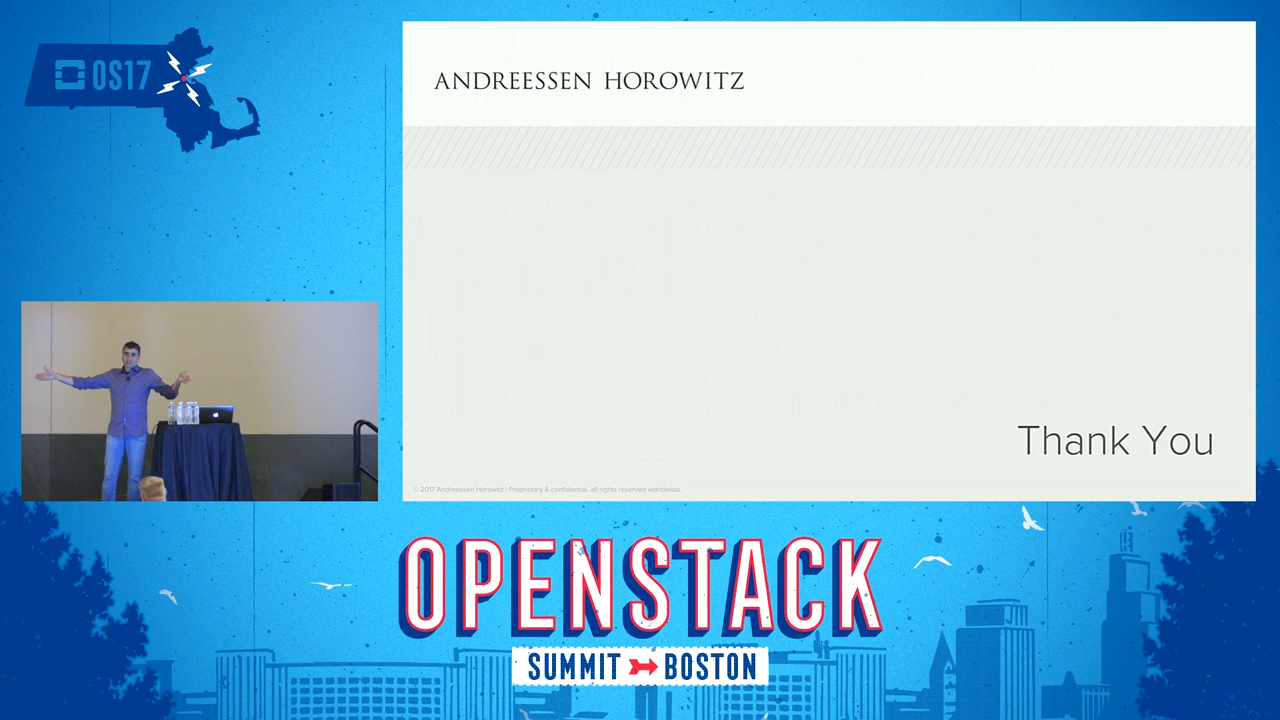 OS17
ANDREESSEN HOROWITZ
Thank You
© 2017 Andreessen Horowitz | Proprietary & confidential, all rights reserved worldwide.
OPENSTACK
SUMMIT BOSTON